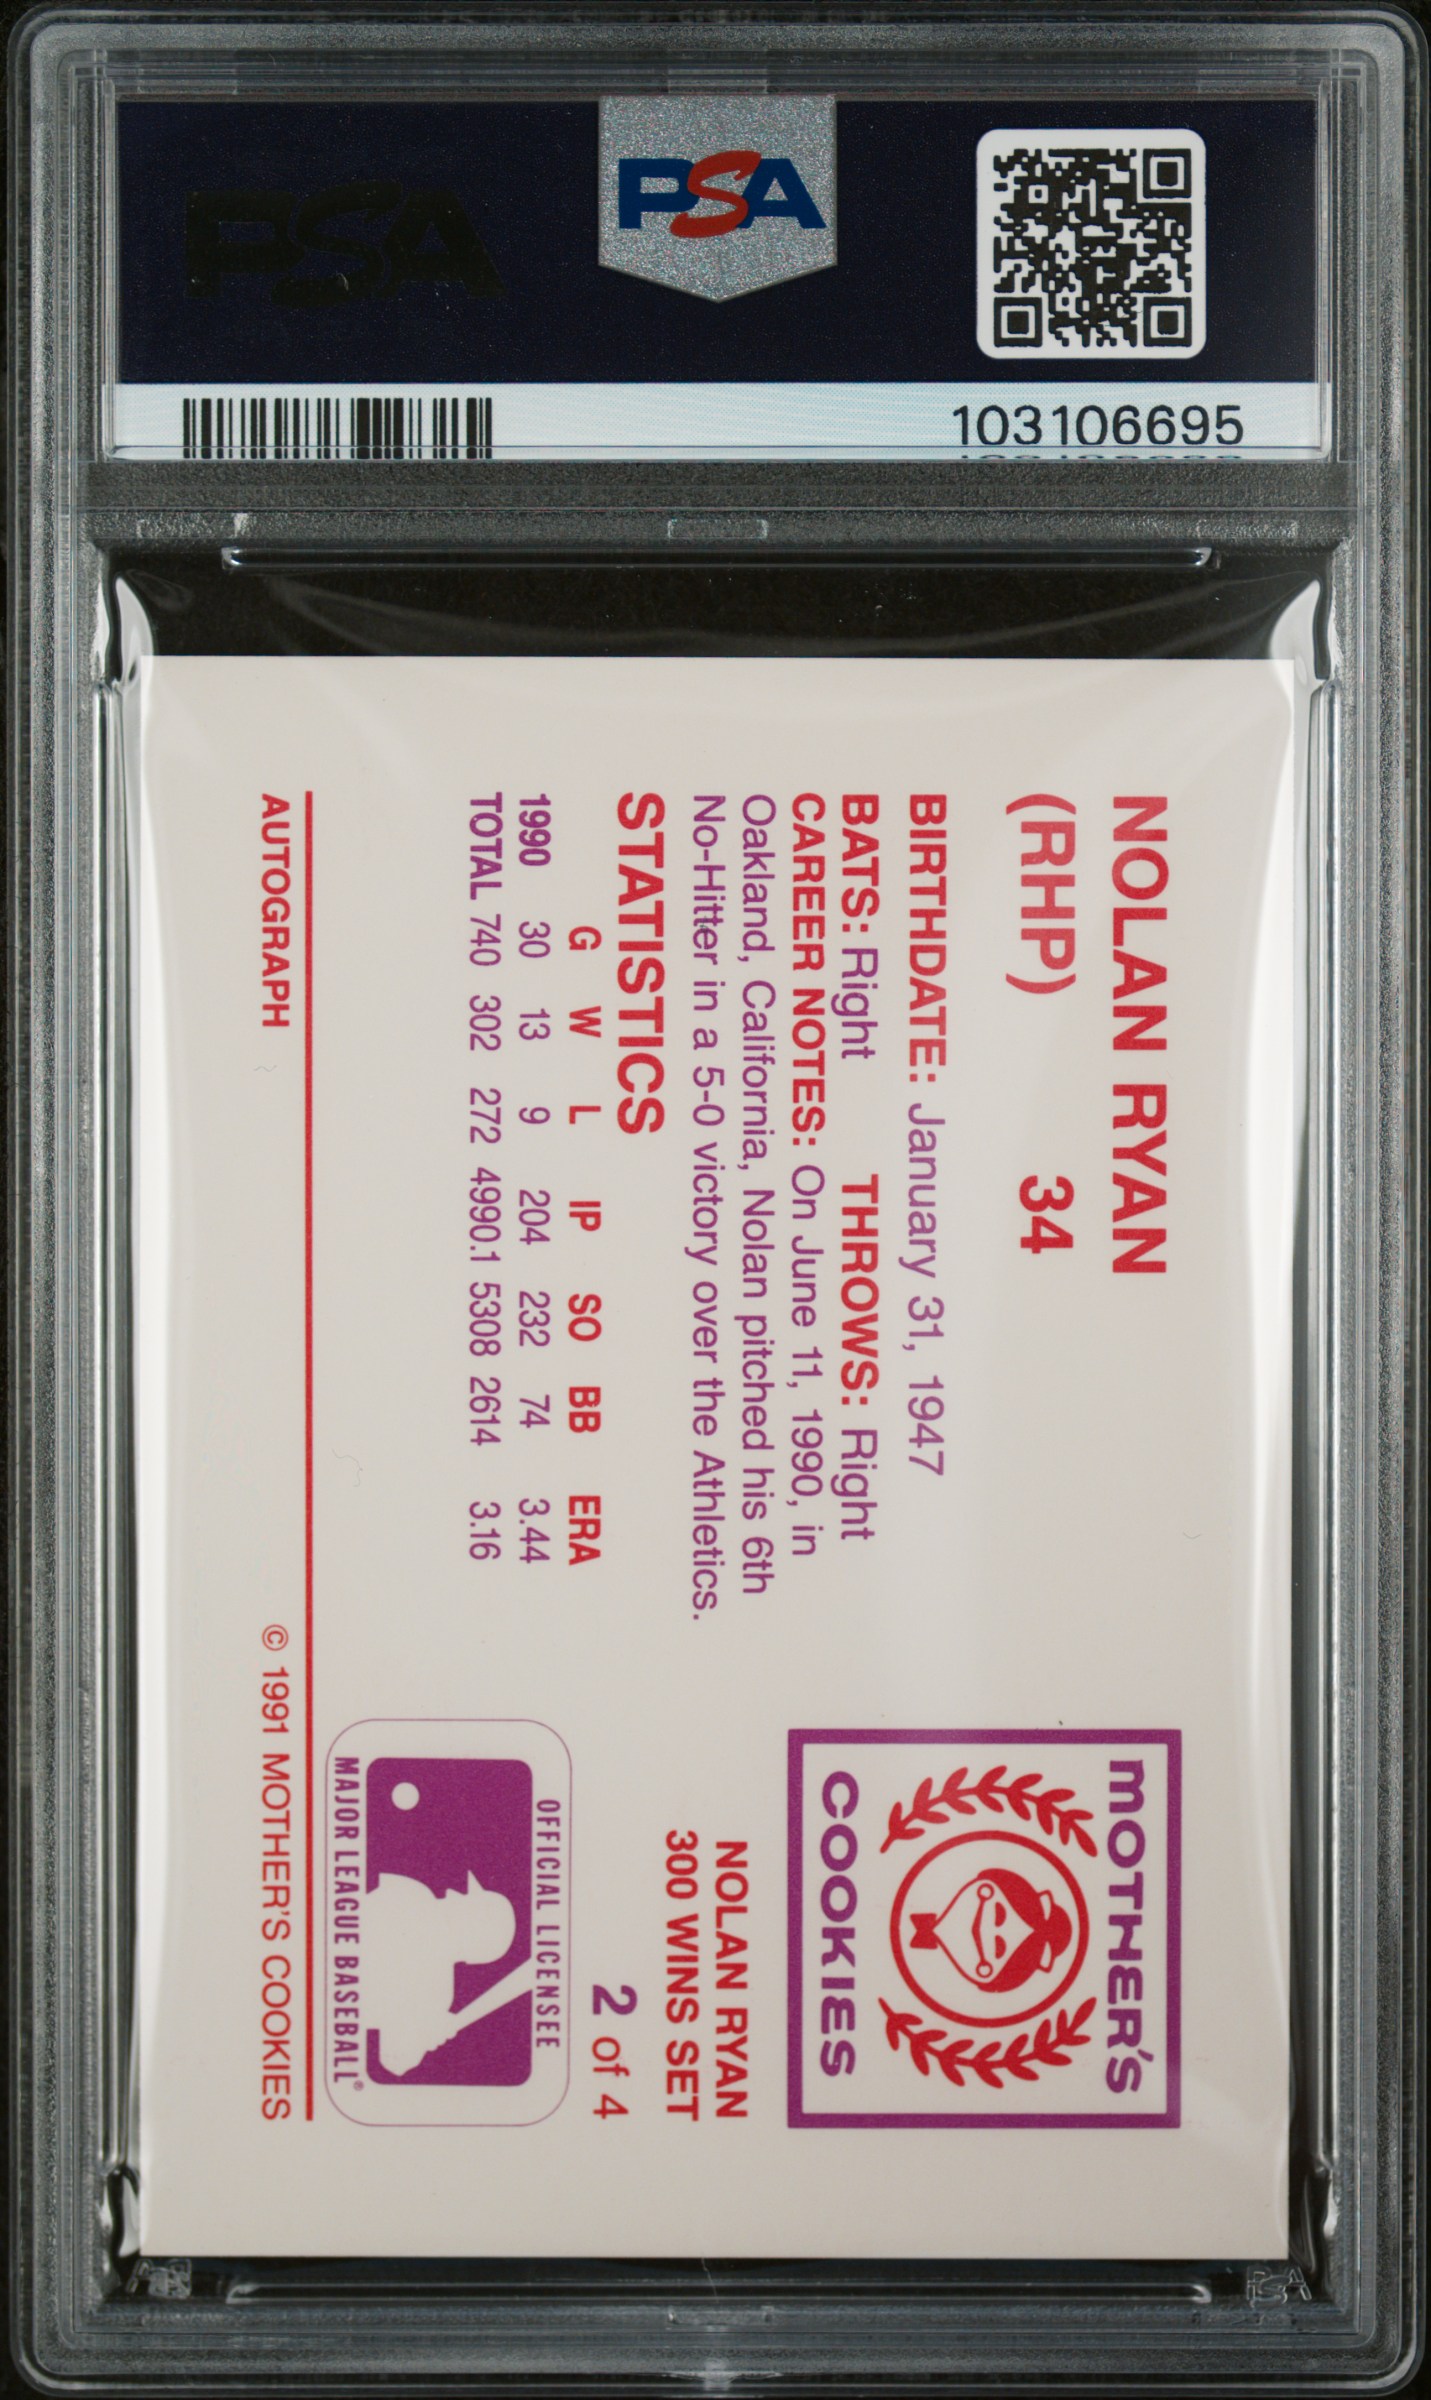 PSA
PSA
103106695
NOLAN RYAN
(RHP) 34
BIRTHDATE: January 31, 1947
BATS: Right THROWS: Right
CAREER NOTES: On June 11, 1990, in
Oakland, California, Nolan pitched his 6th
No-Hitter in a 5-0 victory over the Athletics.
STATISTICS
G W L IP SO BB ERA
1990 30 13 9 204 232 74 3.44
TOTAL 740 302 272 4990.1 5308 2614 3.16
AUTOGRAPH
MOTHER'S
COOKIES
NOLAN RYAN
300 WINS SET
2 of 4
OFFICIAL LICENSEE
MAJOR LEAGUE BASEBALL®
© 1991 MOTHER'S COOKIES
PSA